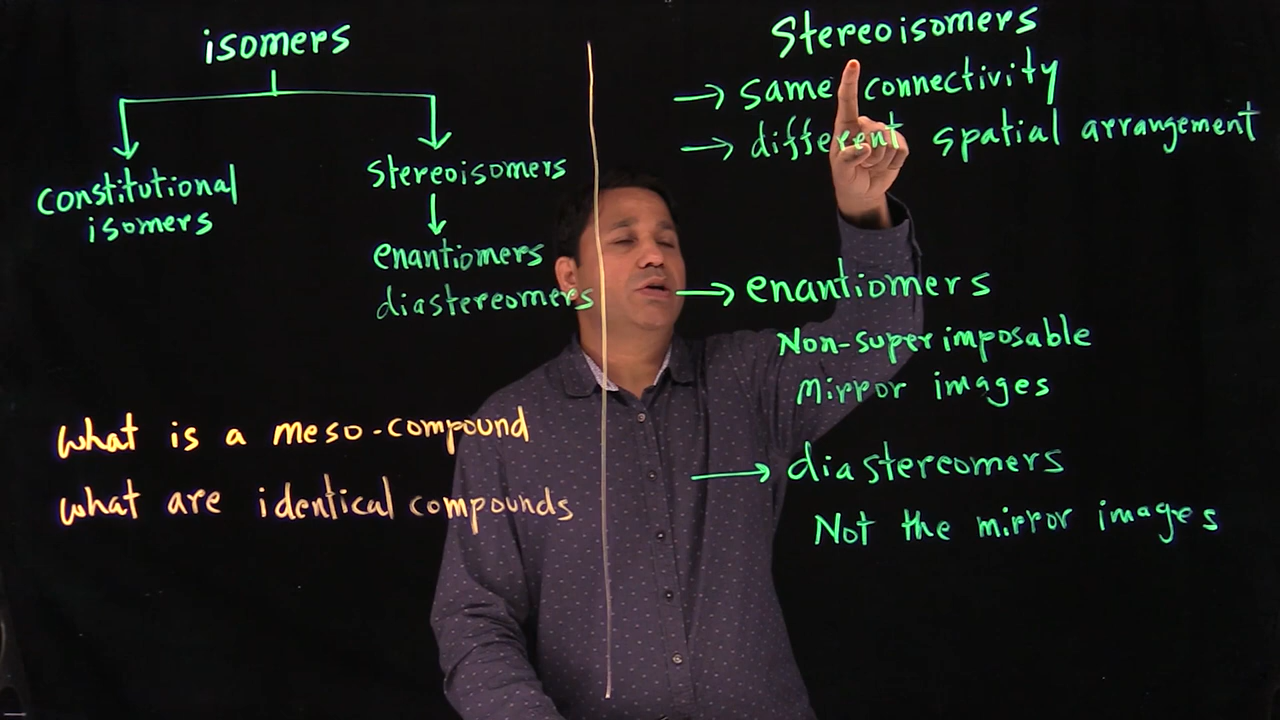 isomers
constitutional
isomers
stereoisomers
enantiomers
diastereomers
What is a meso-compound
What are identical compounds
Stereoisomers
→ same connectivity
→ different spatial arrangement
→ enantiomers
Non-superimposable
Mirror images
→ diastereomers
Not the mirror images